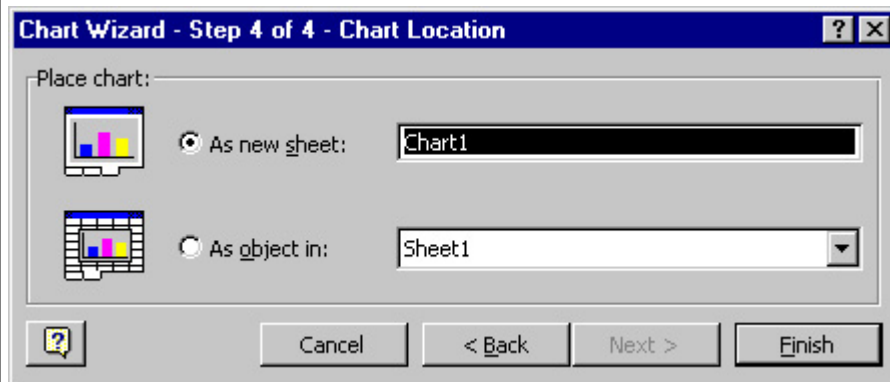 Chart Wizard - Step 4 of 4 - Chart Location
Place chart:
As new sheet: Chart1
As object in: Sheet1
Cancel < Back Next > Finish